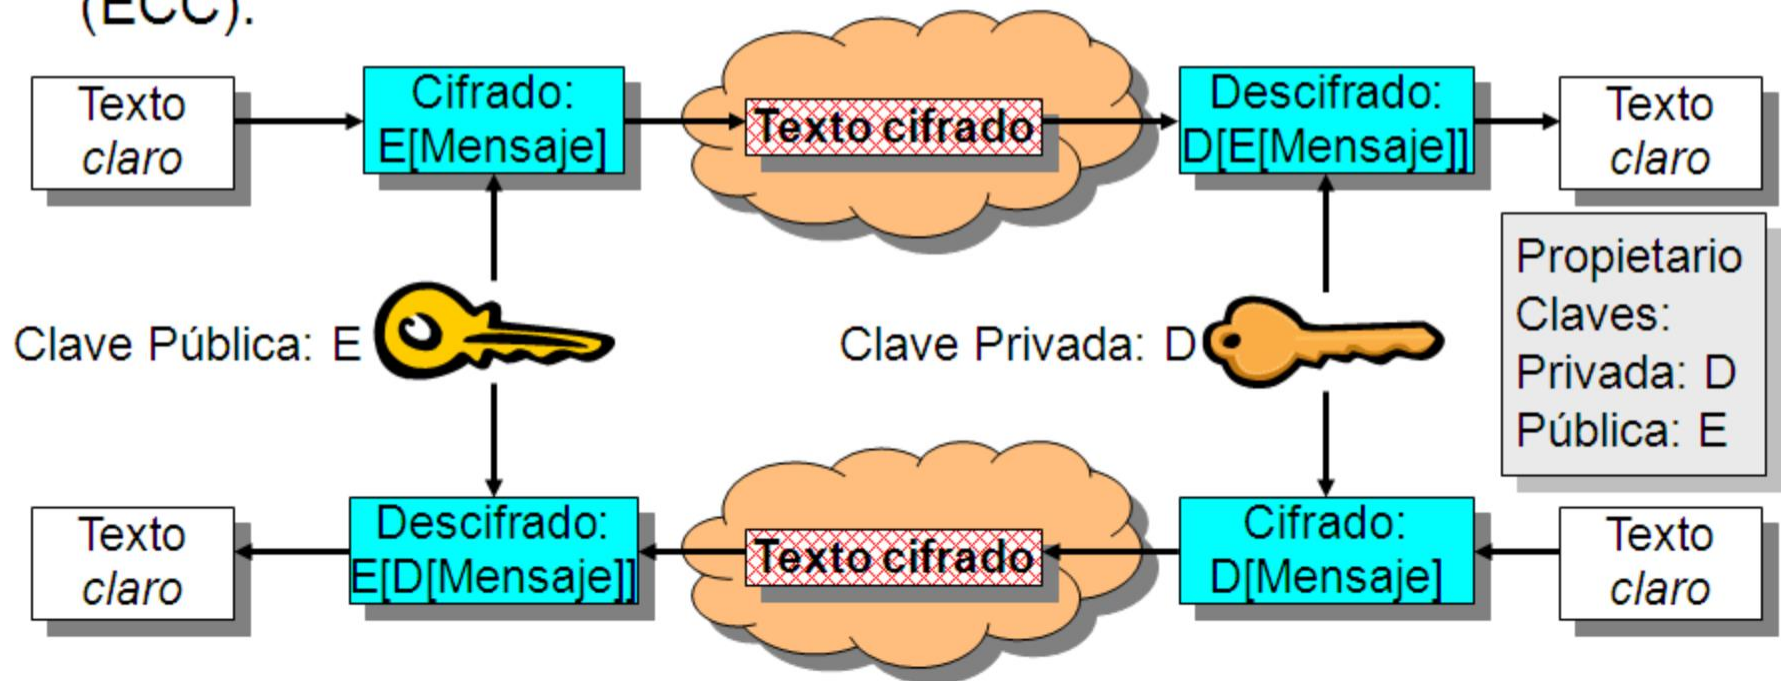 (ECC).
Texto
claro
Cifrado:
E[Mensaje]
Texto cifrado
Descifrado:
D[E[Mensaje]]
Texto
claro
Clave Pública: E
Clave Privada: D
Propietario
Claves:
Privada: D
Pública: E
Texto
claro
Descifrado:
E[D[Mensaje]]
Texto cifrado
Cifrado:
D[Mensaje]
Texto
claro